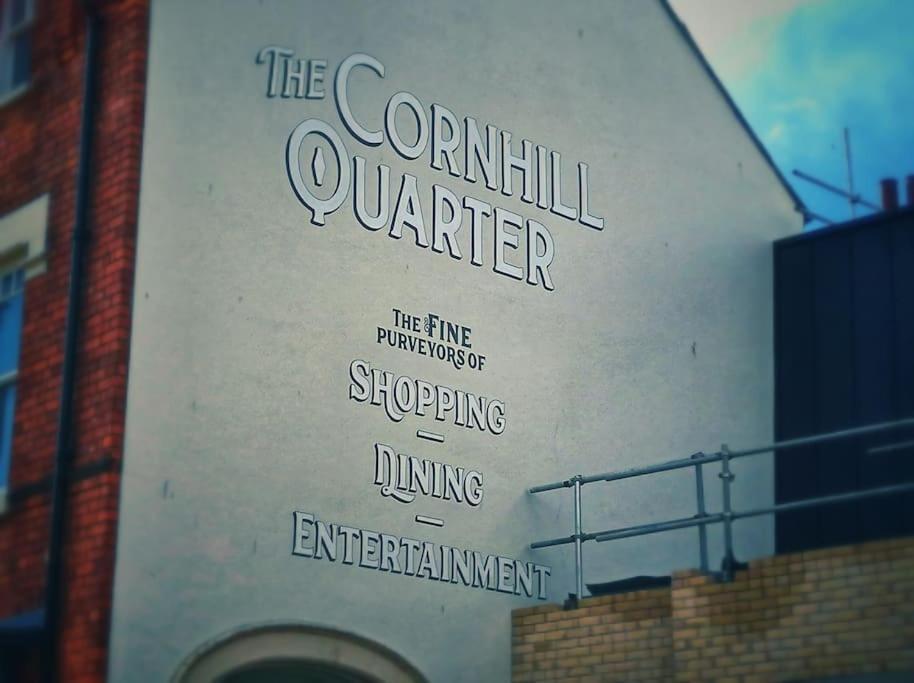 THE CORNHILL
QUARTER
THE FINE
PURVEYORS OF
SHOPPING
DINING
ENTERTAINMENT